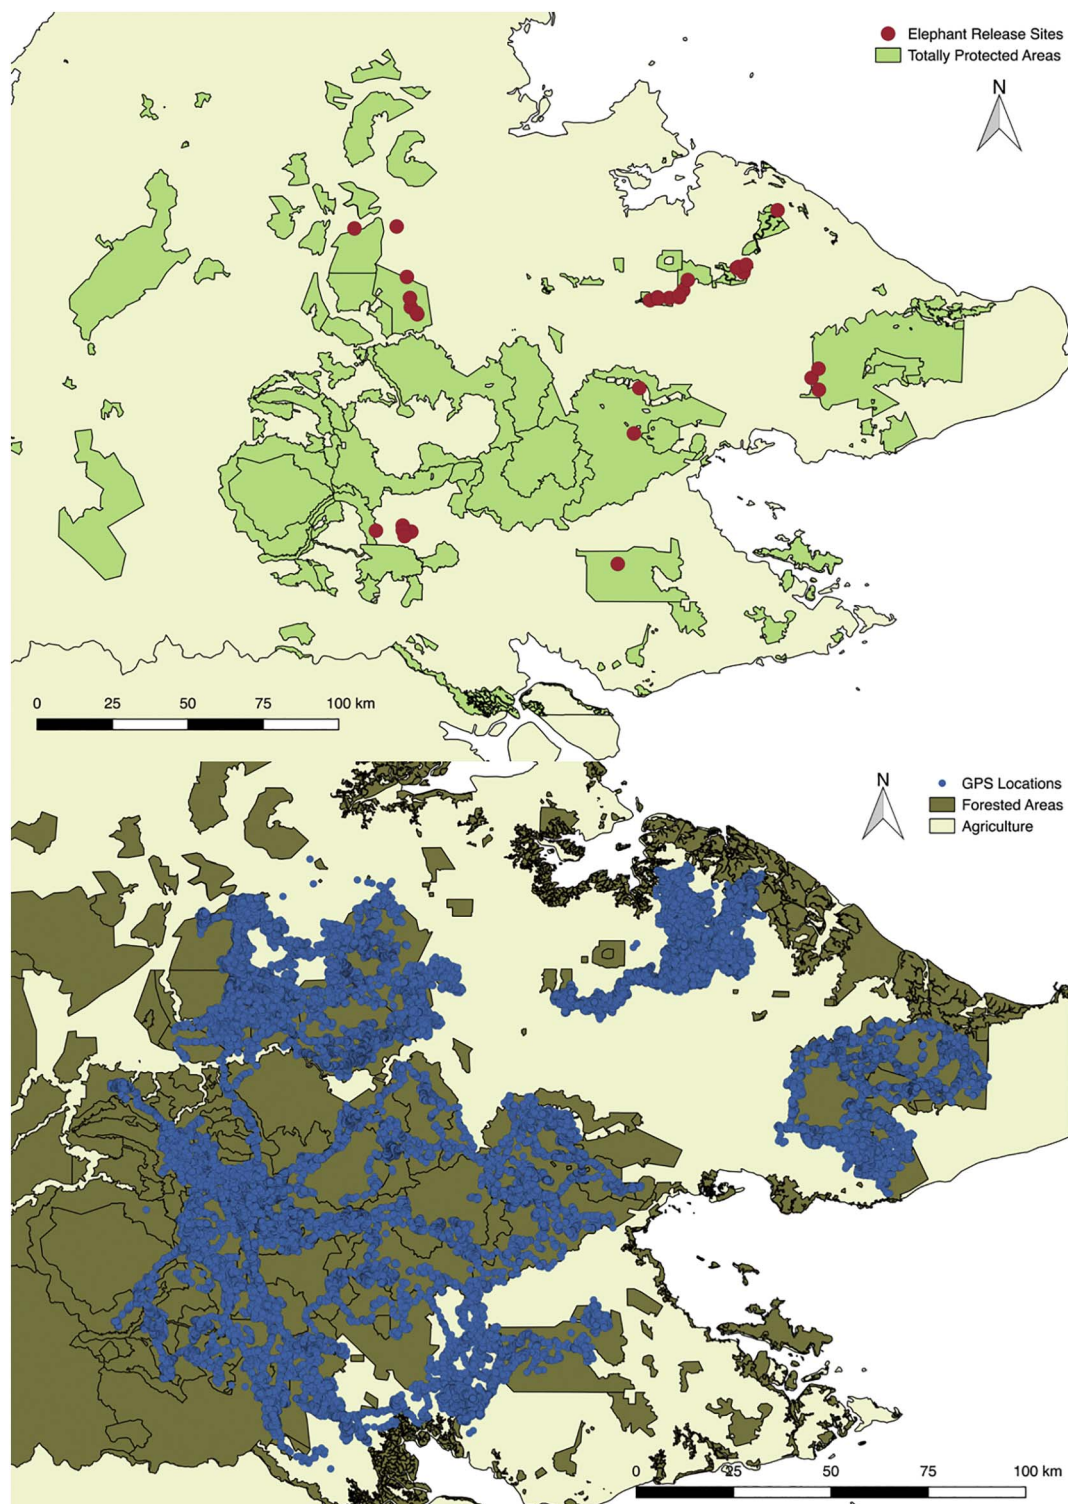 Elephant Release Sites
Totally Protected Areas
N
0 25 50 75 100 km
N
GPS Locations
Forested Areas
Agriculture
0 25 50 75 100 km